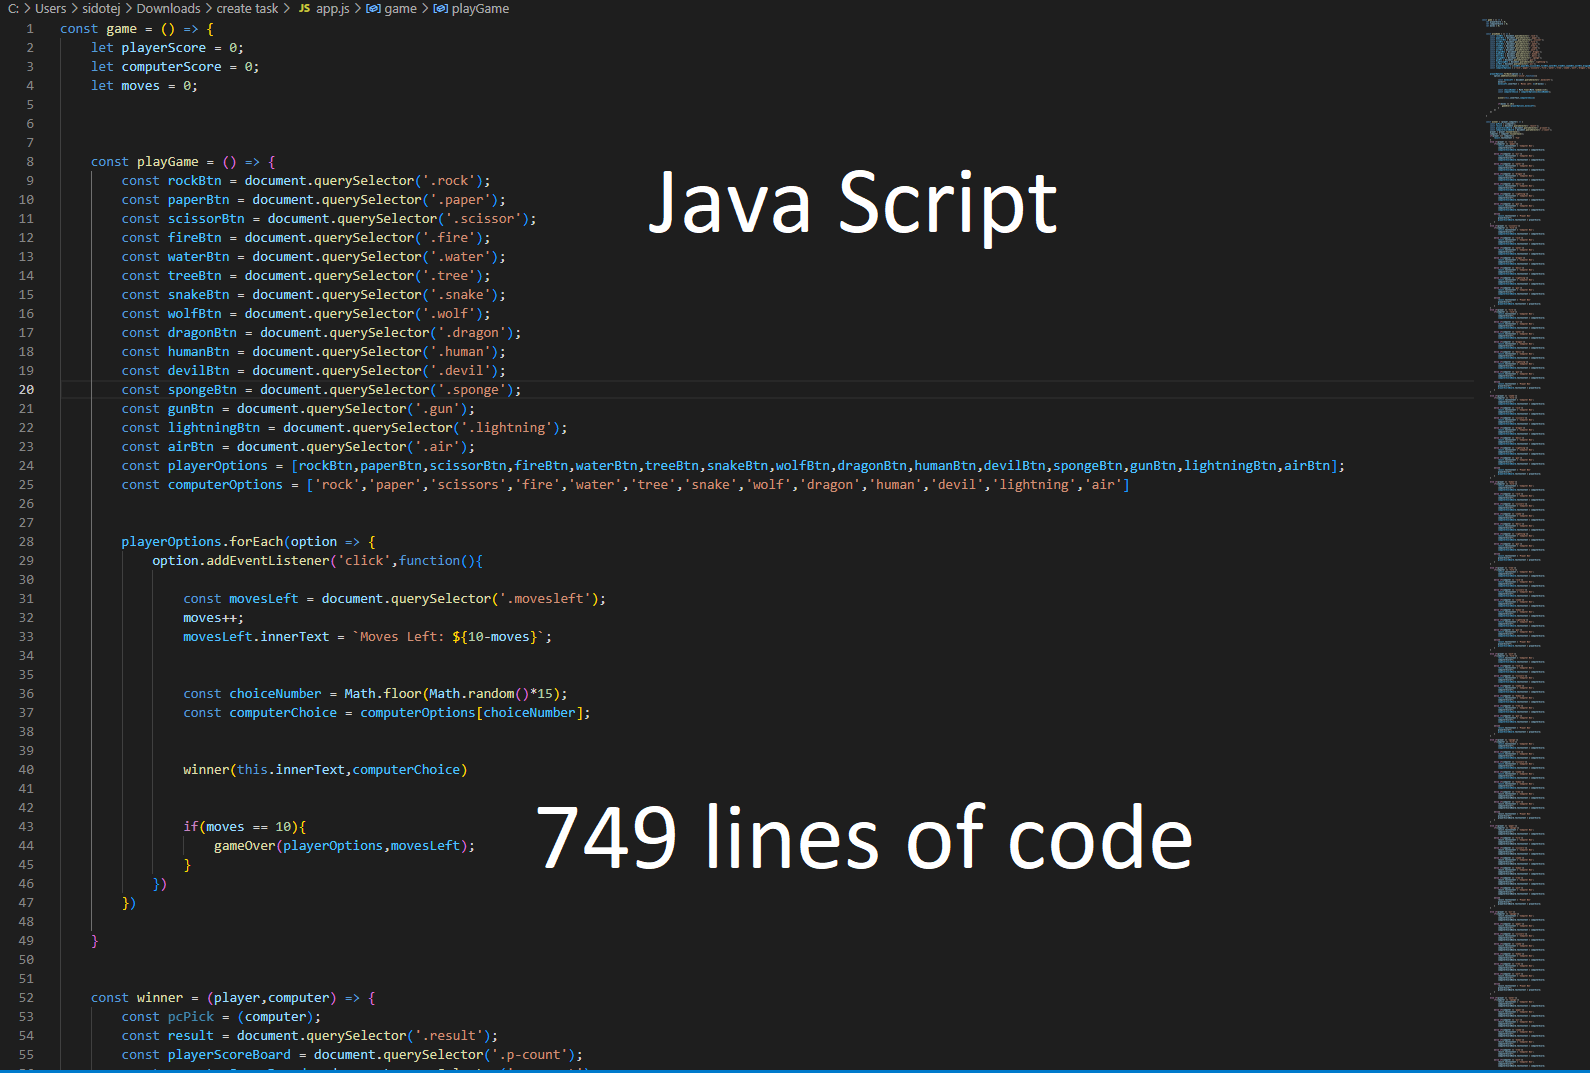 C: > Users > sidotej > Downloads > create task > JS app.js > game > playGame
1 const game = () => {
2 let playerScore = 0;
3 let computerScore = 0;
4 let moves = 0;
5
6
7
8 const playGame = () => {
9 const rockBtn = document.querySelector('.rock');
10 const paperBtn = document.querySelector('.paper');
11 const scissorBtn = document.querySelector('.scissor');
12 const fireBtn = document.querySelector('.fire');
13 const waterBtn = document.querySelector('.water');
14 const treeBtn = document.querySelector('.tree');
15 const snakeBtn = document.querySelector('.snake');
16 const wolfBtn = document.querySelector('.wolf');
17 const dragonBtn = document.querySelector('.dragon');
18 const humanBtn = document.querySelector('.human');
19 const devilBtn = document.querySelector('.devil');
20 const spongeBtn = document.querySelector('.sponge');
21 const gunBtn = document.querySelector('.gun');
22 const lightningBtn = document.querySelector('.lightning');
23 const airBtn = document.querySelector('.air');
24 const playerOptions = [rockBtn,paperBtn,scissorBtn,fireBtn,waterBtn,treeBtn,snakeBtn,wolfBtn,dragonBtn,humanBtn,devilBtn,spongeBtn,gunBtn,lightningBtn,airBtn];
25 const computerOptions = ['rock','paper','scissors','fire','water','tree','snake','wolf','dragon','human','devil','lightning','air']
26
27
28 playerOptions.forEach(option => {
29 option.addEventListener('click',function(){
30
31 const movesLeft = document.querySelector('.movesleft');
32 moves++;
33 movesLeft.innerText = `Moves Left: ${10-moves}`;
34
35
36 const choiceNumber = Math.floor(Math.random()*15);
37 const computerChoice = computerOptions[choiceNumber];
38
39
40 winner(this.innerText,computerChoice)
41
42
43 if(moves == 10){
44 gameOver(playerOptions,movesLeft);
45 }
46 })
47 })
48
49 }
50
51
52 const winner = (player,computer) => {
53 const pcPick = (computer);
54 const result = document.querySelector('.result');
55 const playerScoreBoard = document.querySelector('.p-count');
Java Script
749 lines of code